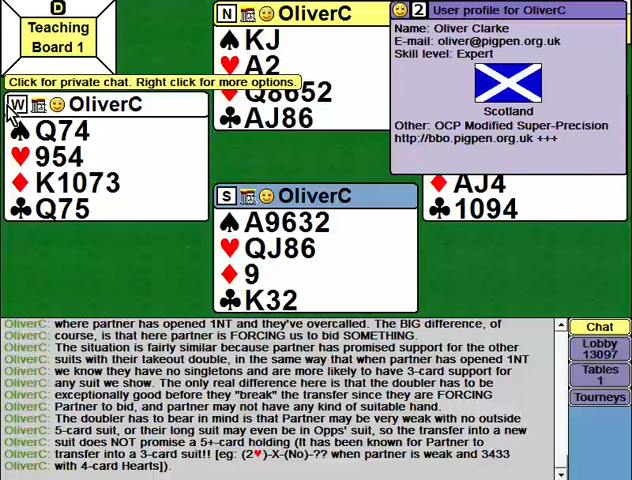 D
Teaching
Board 1
N OliverC
♠KJ
♥A2
♦Q8652
♣AJ86
2 User profile for OliverC
Name: Oliver Clarke
E-mail: oliver@pigpen.org.uk
Skill level: Expert
Scotland
Other: OCP Modified Super-Precision
http://bbo.pigpen.org.uk +++
Click for private chat. Right click for more options.
W OliverC
♠Q74
♥954
♦K1073
♣Q75
♦AJ4
♣1094
S OliverC
♠A9632
♥QJ86
♦9
♣K32
OliverC: where partner has opened 1NT and they've overcalled. The BIG difference, of
OliverC: course, is that here partner is FORCING us to bid SOMETHING.
OliverC: The situation is fairly similar because partner has promised support for the other
OliverC: suits with their takeout double, in the same way that when partner has opened 1NT
OliverC: we know they have no singletons and are more likely to have 3-card support for
OliverC: any suit we show. The only real difference here is that the doubler has to be
OliverC: exceptionally good before they "break" the transfer since they are FORCING
OliverC: Partner to bid, and partner may not have any kind of suitable hand.
OliverC: The doubler has to bear in mind is that Partner may be very weak with no outside
OliverC: 5-card suit, or their long suit may even be in Opps' suit, so the transfer into a new
OliverC: suit does NOT promise a 5+-card holding (It has been known for Partner to
OliverC: transfer into a 3-card suit!! [eg: (2♥)-X-(No)-?? when partner is weak and 3433
OliverC: with 4-card Hearts]).
Chat
Lobby
13097
Tables
1
Tourneys